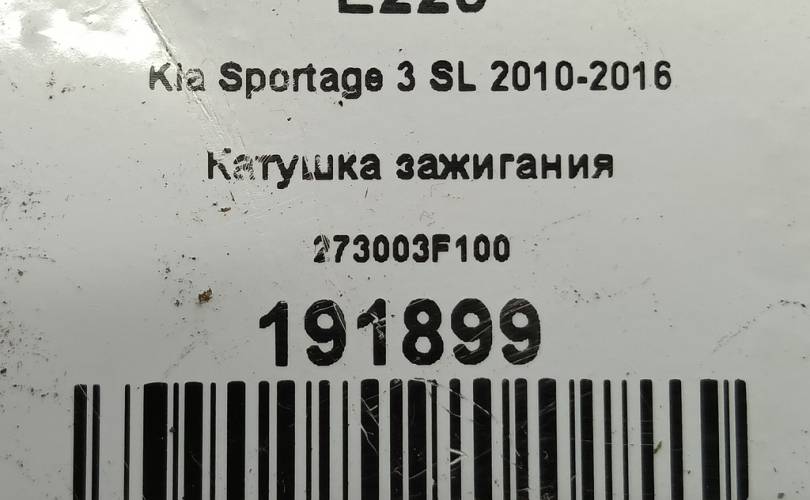 Kia Sportage 3 SL 2010-2016
Катушка зажигания
273003F100
191899